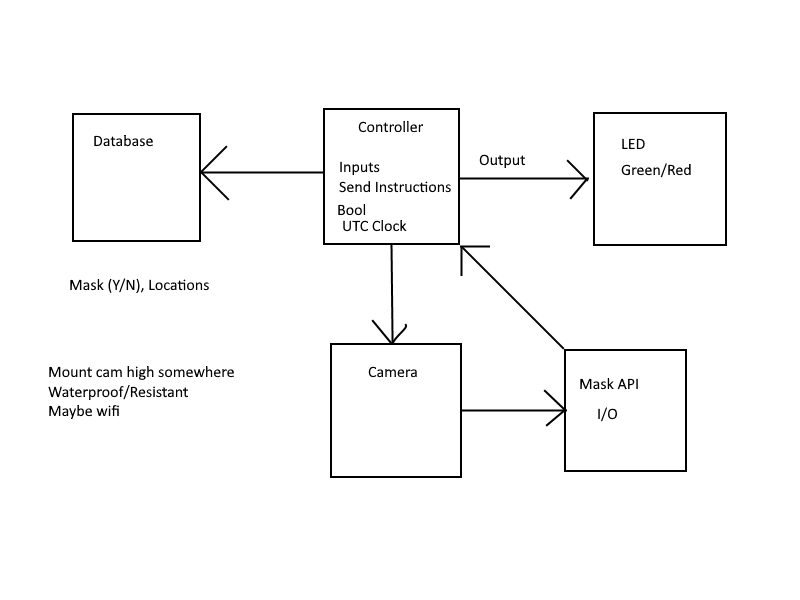 Database
Controller
Inputs
Send Instructions
Bool
UTC Clock
Output
LED
Green/Red
Mask (Y/N), Locations
Mount cam high somewhere
Waterproof/Resistant
Maybe wifi
Camera
Mask API
I/O